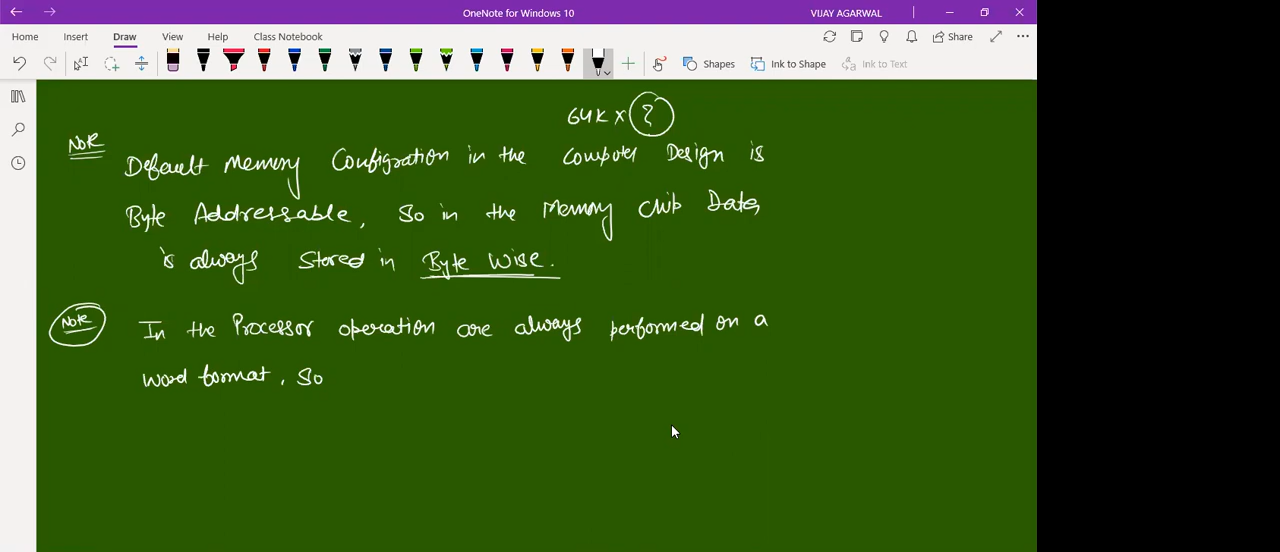 OneNote for Windows 10
VIJAY AGARWAL
Home Insert Draw View Help Class Notebook
Share
Shapes Ink to Shape Ink to Text
64K x ?
Note
Default Memory Configration in the Computer Design is
Byte Addressable, So in the Memory Chip Data
is always Stored in Byte Wise.
Note
In the Processor operation are always performed on a
word format, So